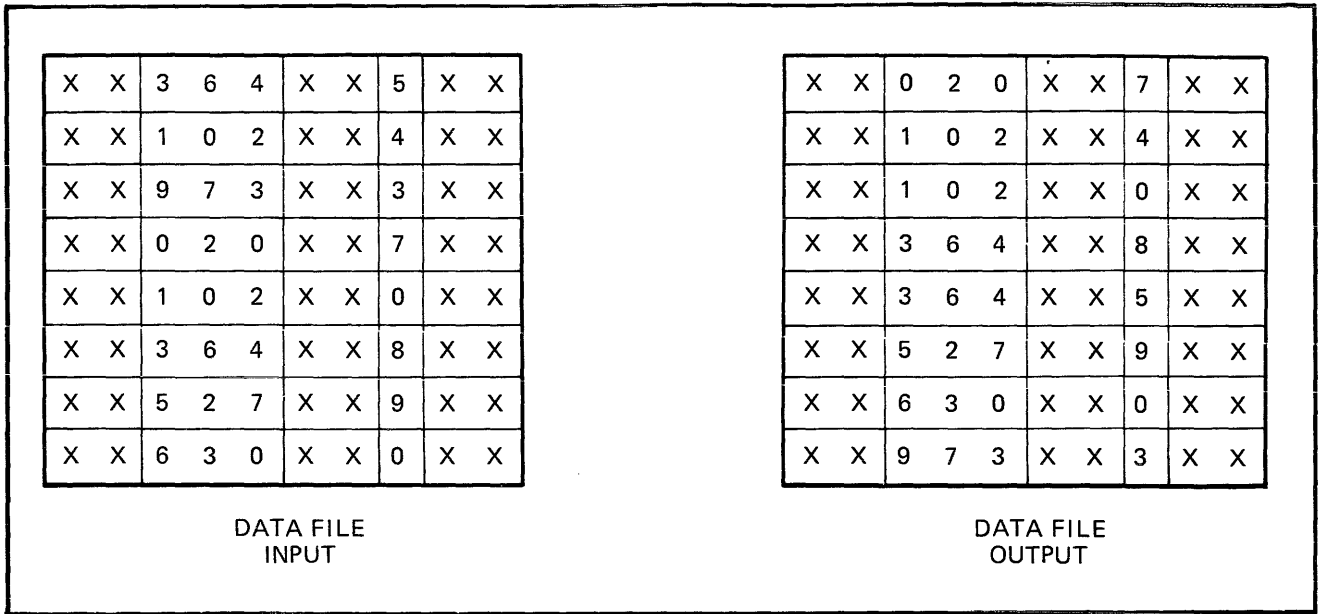 X X 3 6 4 X X 5 X X
X X 1 0 2 X X 4 X X
X X 9 7 3 X X 3 X X
X X 0 2 0 X X 7 X X
X X 1 0 2 X X 0 X X
X X 3 6 4 X X 8 X X
X X 5 2 7 X X 9 X X
X X 6 3 0 X X 0 X X
DATA FILE
INPUT
X X 0 2 0 X X 7 X X
X X 1 0 2 X X 4 X X
X X 1 0 2 X X 0 X X
X X 3 6 4 X X 8 X X
X X 3 6 4 X X 5 X X
X X 5 2 7 X X 9 X X
X X 6 3 0 X X 0 X X
X X 9 7 3 X X 3 X X
DATA FILE
OUTPUT